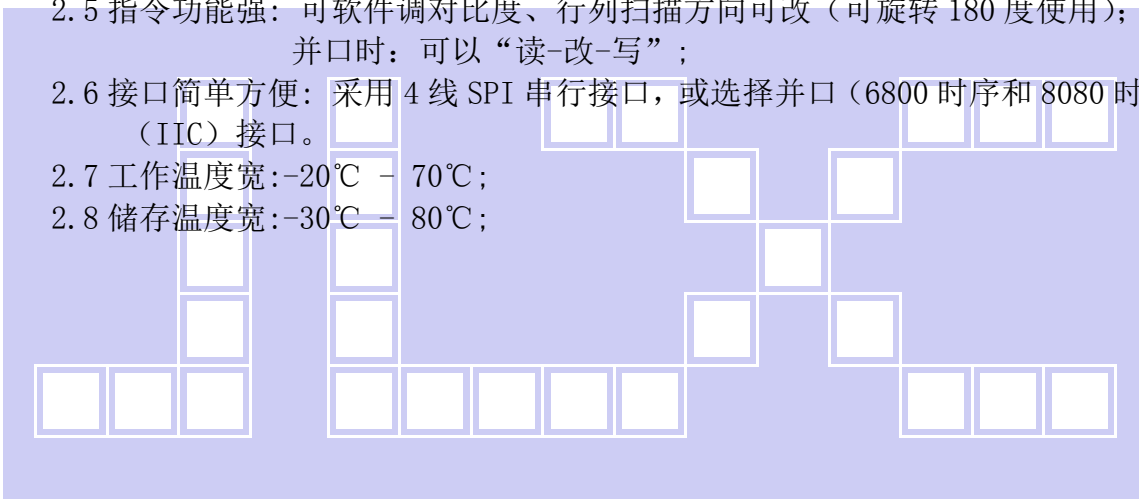 2.5 指令功能强: 可软件调对比度、行列扫描方向可改（可旋转 180 度使用);
并口时: 可以“读-改-写”;
2.6 接口简单方便: 采用 4 线 SPI 串行接口, 或选择并口（6800 时序和 8080 时
（IIC）接口。
2.7 工作温度宽:-20℃ - 70℃;
2.8 储存温度宽:-30℃ - 80℃;